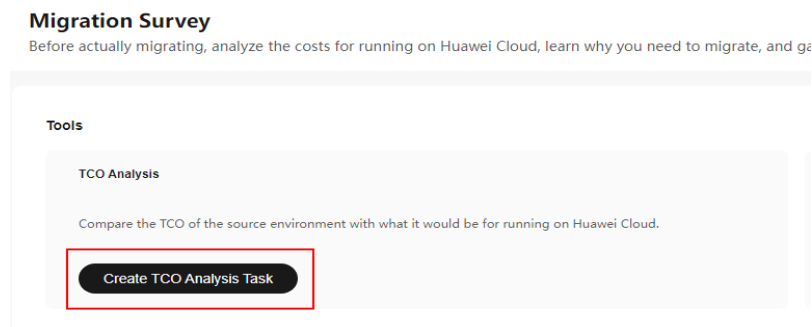 Migration Survey
Before actually migrating, analyze the costs for running on Huawei Cloud, learn why you need to migrate, and
Tools
TCO Analysis
Compare the TCO of the source environment with what it would be for running on Huawei Cloud.
Create TCO Analysis Task